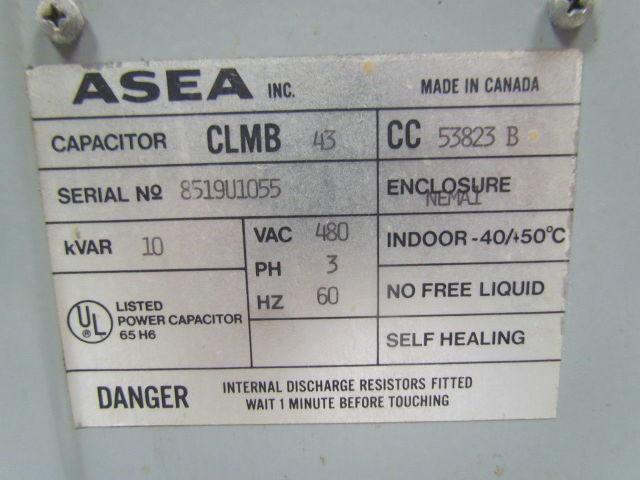 ASEA INC. MADE IN CANADA
CAPACITOR CLMB 43 CC 53823 B
SERIAL Nº 8519U1055 ENCLOSURE NEMA1
kVAR 10 VAC 480 INDOOR -40/+50°C
PH 3
HZ 60 NO FREE LIQUID
UL ® LISTED
POWER CAPACITOR
65 H6 SELF HEALING
DANGER INTERNAL DISCHARGE RESISTORS FITTED
WAIT 1 MINUTE BEFORE TOUCHING